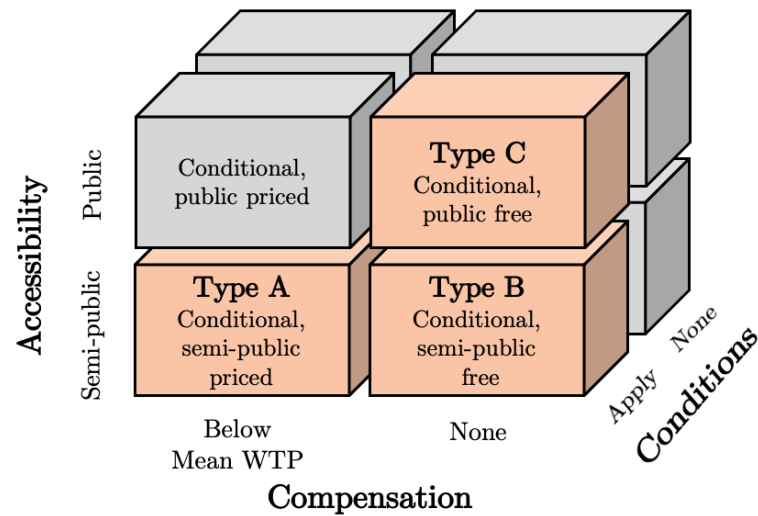 Accessibility
Public
Semi-public
Conditional,
public priced
Type C
Conditional,
public free
Type A
Conditional,
semi-public
priced
Type B
Conditional,
semi-public
free
Below
Mean WTP
None
Compensation
Apply
None
Conditions